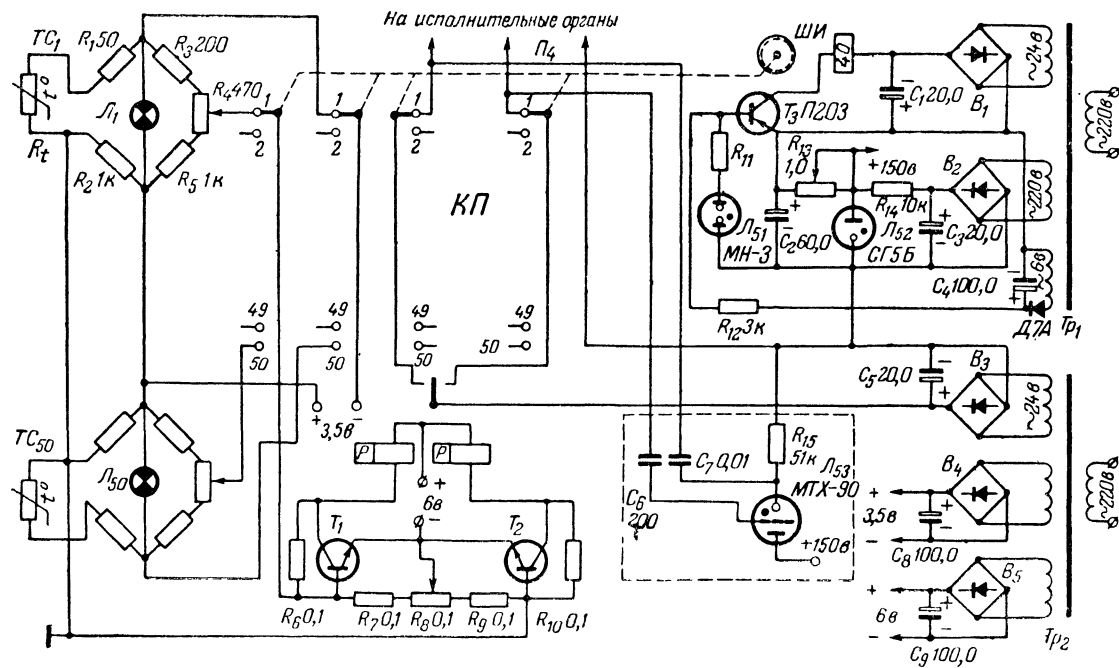 На исполнительные органы
П4
ШИ
40
~24в
TC1
R1 50
R3 200
R4 470
Л1
t°
Rt
R2 1к
R5 1к
1
2
1
2
1
2
1
2
КП
T3 П203
C1 20,0
B1
~220в
R11
R13
1,0
+150в
R14 10к
B2
~220в
Л51
МН-3
C2 60,0
Л52
СГ5Б
C3 20,0
C4 100,0
~6в
R12 3к
Д7А
Тр1
49
50
49
50
49
50
49
50
+ 3,5в -
C5 20,0
B3
~24в
TC50
Л50
t°
P
P
+
6в
-
T1
T2
R6 0,1
R7 0,1
R8 0,1
R9 0,1
R10 0,1
R15
51к
C7 0,01
C6
200
Л53
МТХ-90
+150в
B4
+
3,5в
-
C8 100,0
~220в
B5
+
6в
-
C9 100,0
Тр2